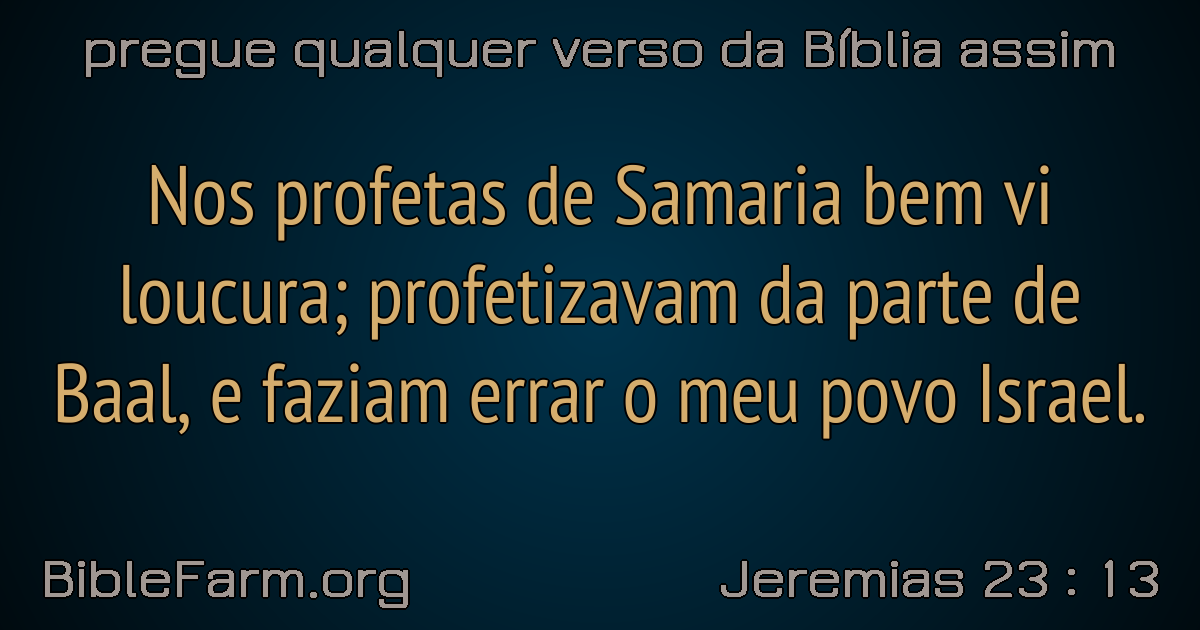 pregue qualquer verso da Bíblia assim
Nos profetas de Samaria bem vi
loucura; profetizavam da parte de
Baal, e faziam errar o meu povo Israel.
BibleFarm.org
Jeremias 23 : 13